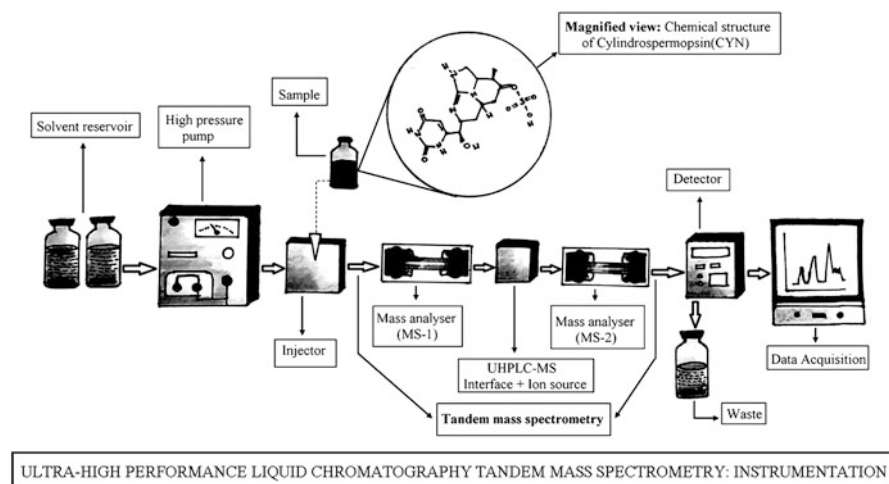 Magnified view: Chemical structure
of Cylindrospermopsin(CYN)
Sample
Solvent reservoir
High pressure
pump
Detector
Mass analyser
(MS-1)
Mass analyser
(MS-2)
Injector
UHPLC-MS
Interface + Ion source
Data Acquisition
Tandem mass spectrometry
Waste
ULTRA-HIGH PERFORMANCE LIQUID CHROMATOGRAPHY TANDEM MASS SPECTROMETRY: INSTRUMENTATION